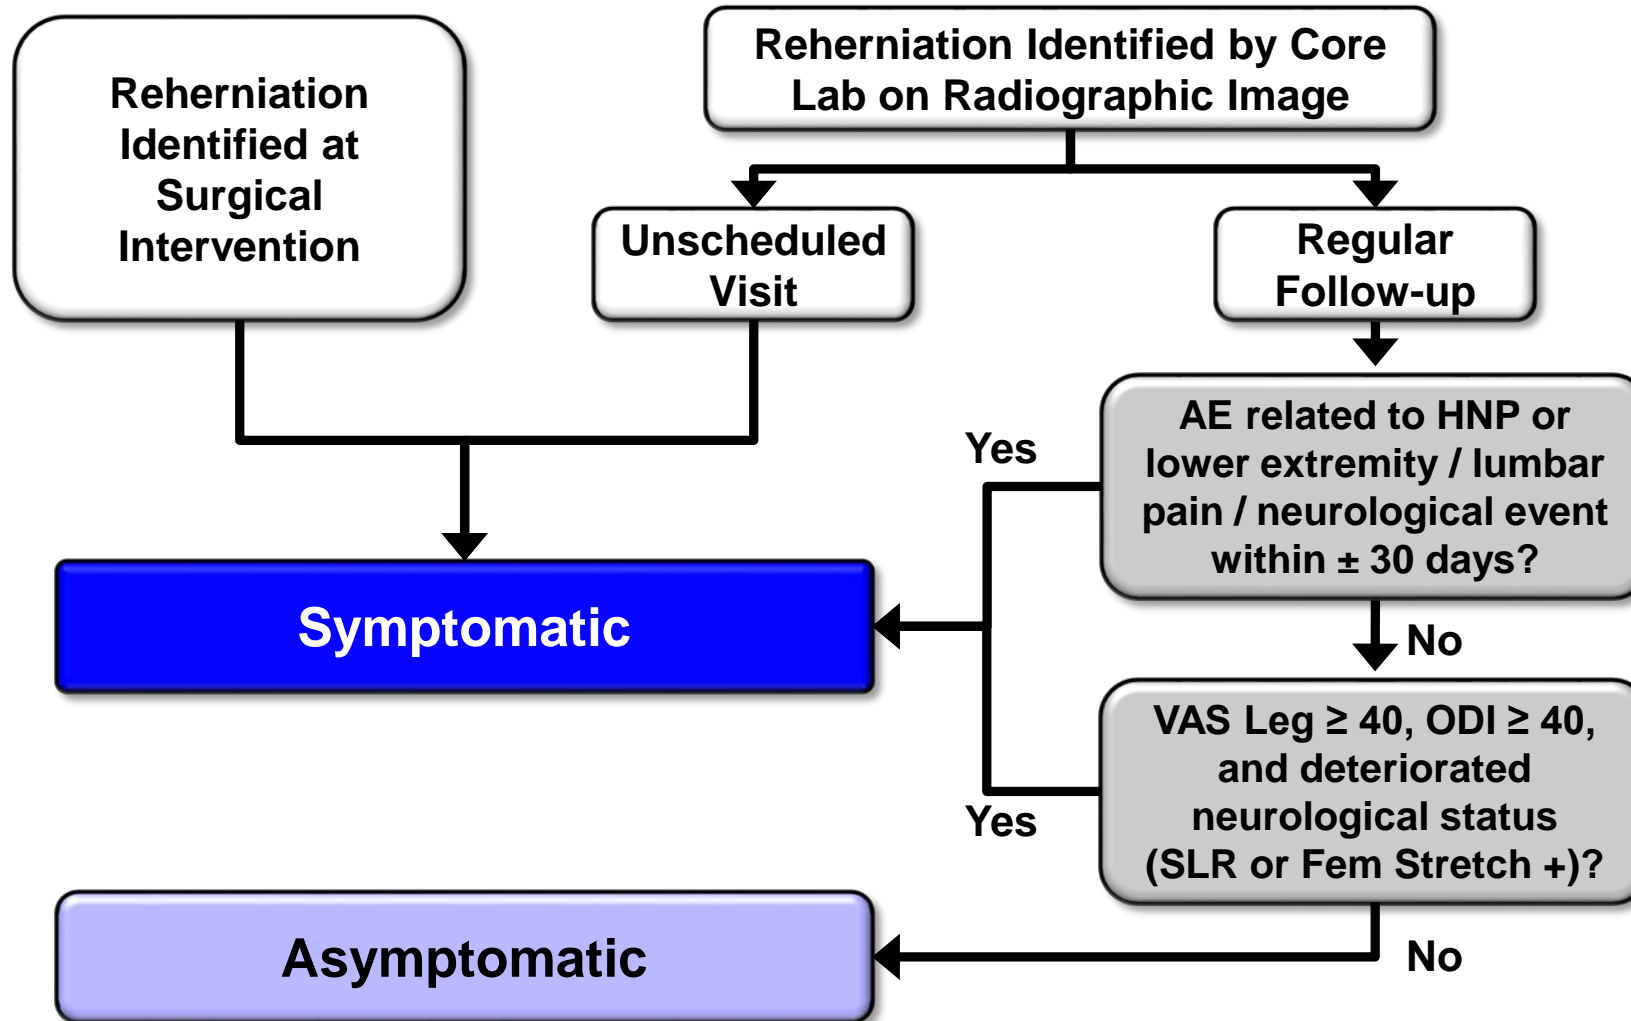 Reherniation
Identified at
Surgical
Intervention
Reherniation Identified by Core
Lab on Radiographic Image
Unscheduled
Visit
Regular
Follow-up
AE related to HNP or
lower extremity / lumbar
pain / neurological event
within ± 30 days?
Yes
No
Symptomatic
VAS Leg ≥ 40, ODI ≥ 40,
and deteriorated
neurological status
(SLR or Fem Stretch +)?
Yes
No
Asymptomatic